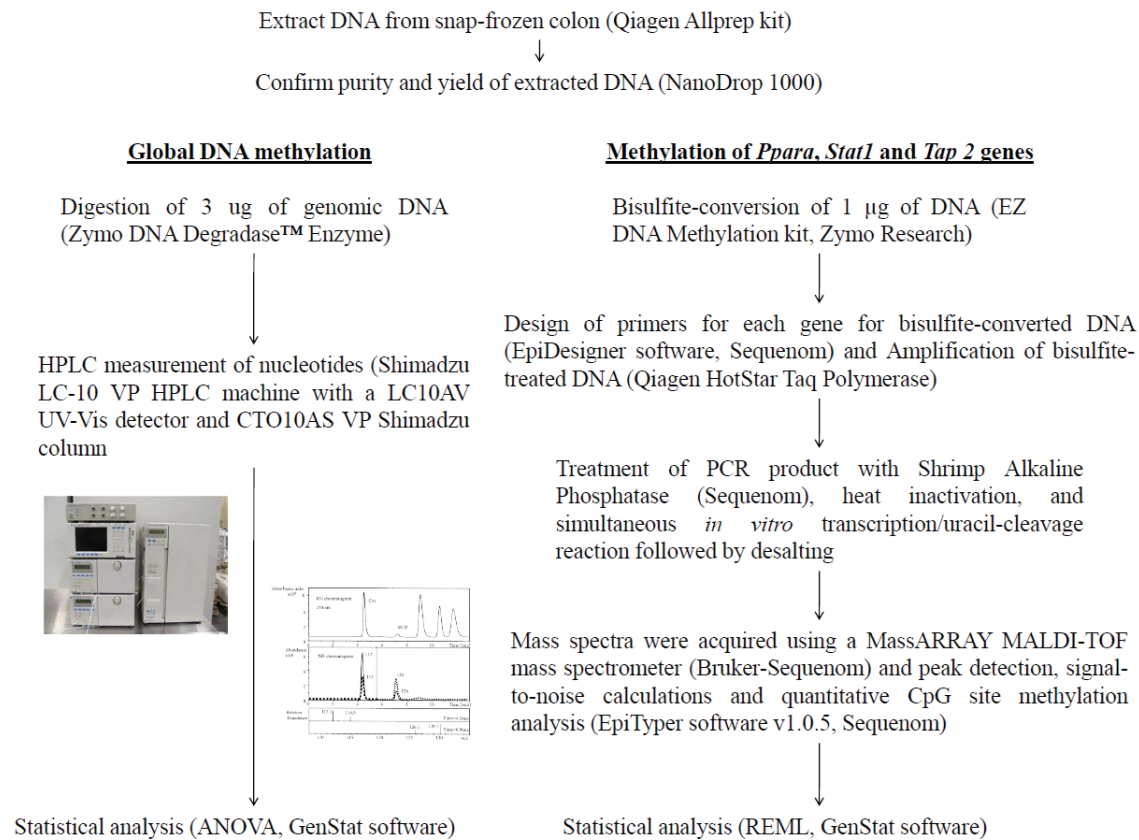 Extract DNA from snap-frozen colon (Qiagen Allprep kit)
Confirm purity and yield of extracted DNA (NanoDrop 1000)
Global DNA methylation
Digestion of 3 ug of genomic DNA
(Zymo DNA Degradase™ Enzyme)
HPLC measurement of nucleotides (Shimadzu
LC-10 VP HPLC machine with a LC10AV
UV-Vis detector and CTO10AS VP Shimadzu
column
Statistical analysis (ANOVA, GenStat software)
Methylation of Ppara, Stat1 and Tap 2 genes
Bisulfite-conversion of 1 µg of DNA (EZ
DNA Methylation kit, Zymo Research)
Design of primers for each gene for bisulfite-converted DNA
(EpiDesigner software, Sequenom) and Amplification of bisulfite-
treated DNA (Qiagen HotStar Taq Polymerase)
Treatment of PCR product with Shrimp Alkaline
Phosphatase (Sequenom), heat inactivation, and
simultaneous in vitro transcription/uracil-cleavage
reaction followed by desalting
Mass spectra were acquired using a MassARRAY MALDI-TOF
mass spectrometer (Bruker-Sequenom) and peak detection, signal-
to-noise calculations and quantitative CpG site methylation
analysis (EpiTyper software v1.0.5, Sequenom)
Statistical analysis (REML, GenStat software)